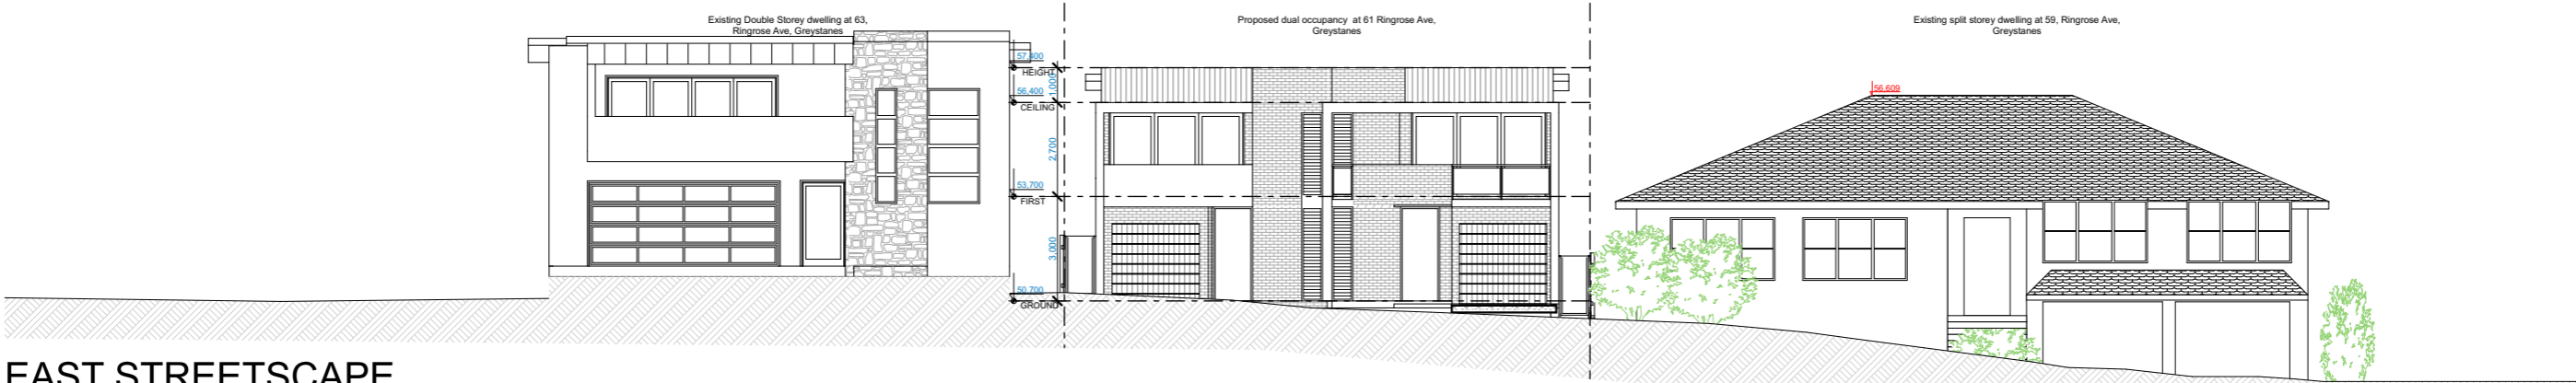 Existing Double Storey dwelling at 63,
Ringrose Ave, Greystanes
Proposed dual occupancy at 61 Ringrose Ave,
Greystanes
Existing split storey dwelling at 59, Ringrose Ave,
Greystanes
57,400
HEIGHT
1,000
56,400
CEILING
2,700
53,700
FIRST
3,000
50,700
GROUND
56,609
EAST STREETSCAPE